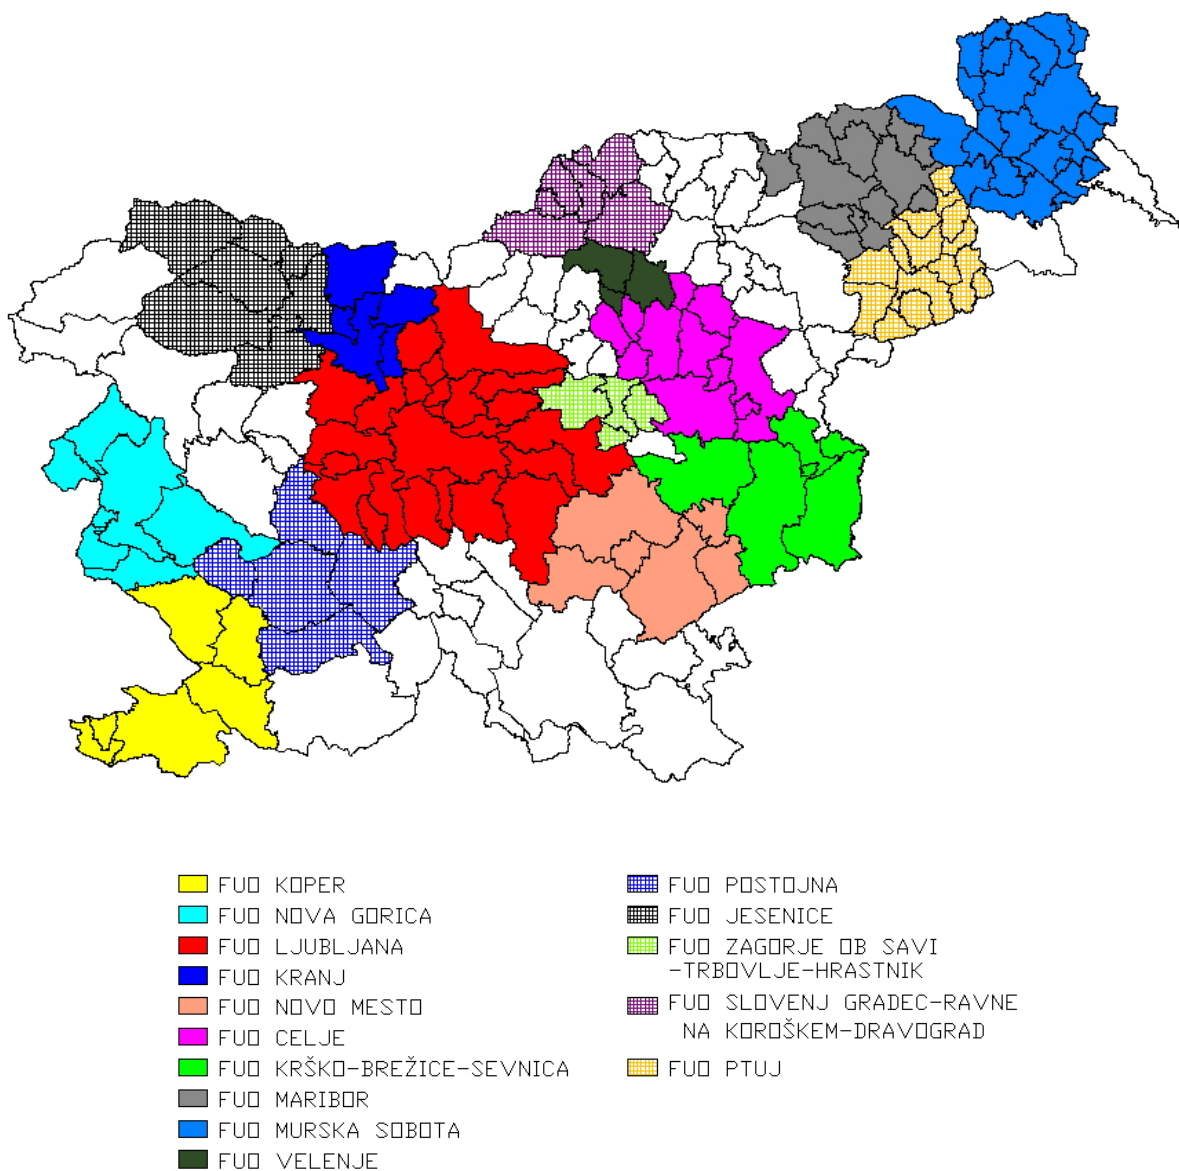 FUO KOPER
FUO NOVA GORICA
FUO LJUBLJANA
FUO KRANJ
FUO NOVO MESTO
FUO CELJE
FUO KRŠKO-BREŽICE-SEVNICA
FUO MARIBOR
FUO MURSKA SOBOTA
FUO VELENJE
FUO POSTOJNA
FUO JESENICE
FUO ZAGORJE OB SAVI
-TRBOVLJE-HRASTNIK
FUO SLOVENJ GRADEC-RAVNE
NA KOROŠKEM-DRAVOGRAD
FUO PTUJ